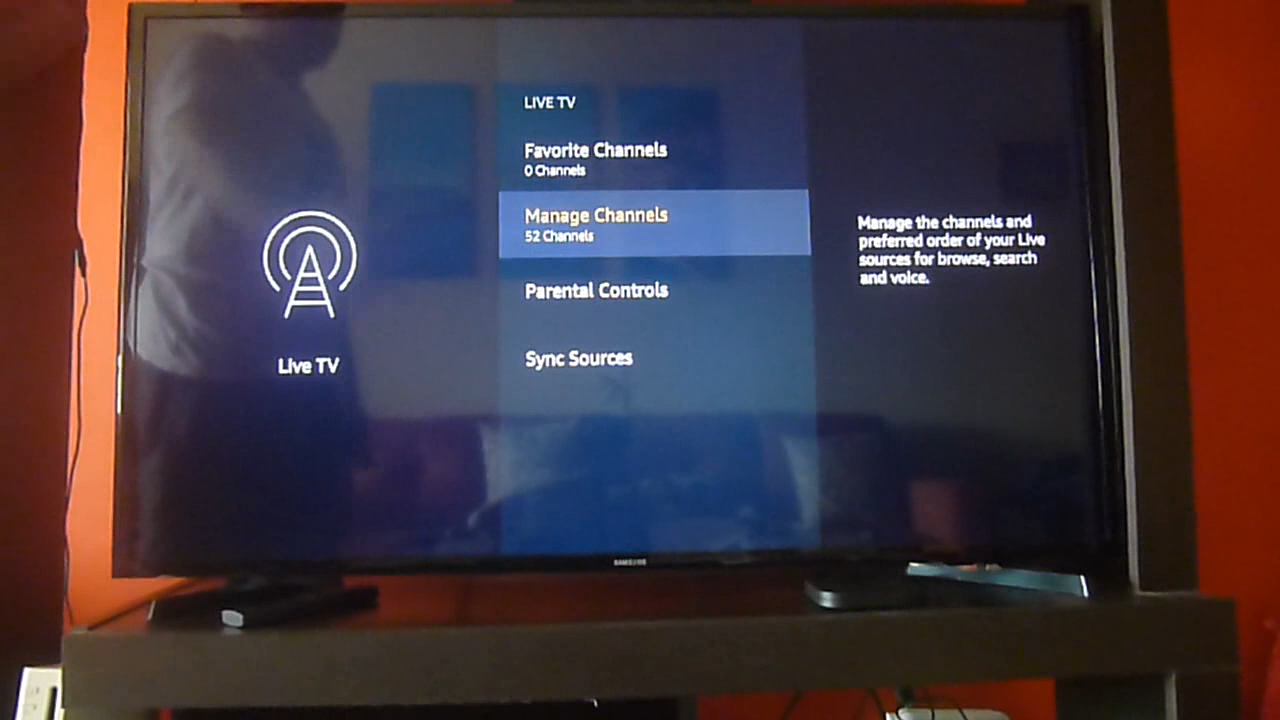 LIVE TV
Favorite Channels
0 Channels
Manage Channels
52 Channels
Parental Controls
Sync Sources
Live TV
Manage the channels and
preferred order of your Live
sources for browse, search
and voice.
SAMSUNG